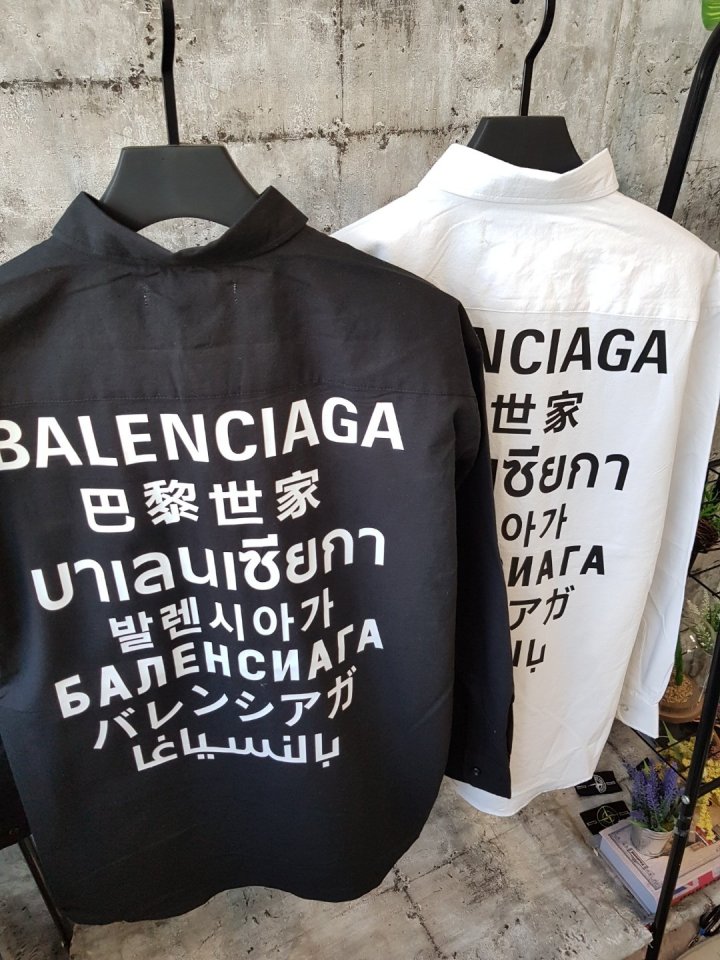 BALENCIAGA
巴黎世家
บาเลนเซียกา
발렌시아가
БАЛЕНСИАГА
バレンシアガ
بالنسياغا
NCIAGA
世家
เซียกา
아가
СИАГА
アガ